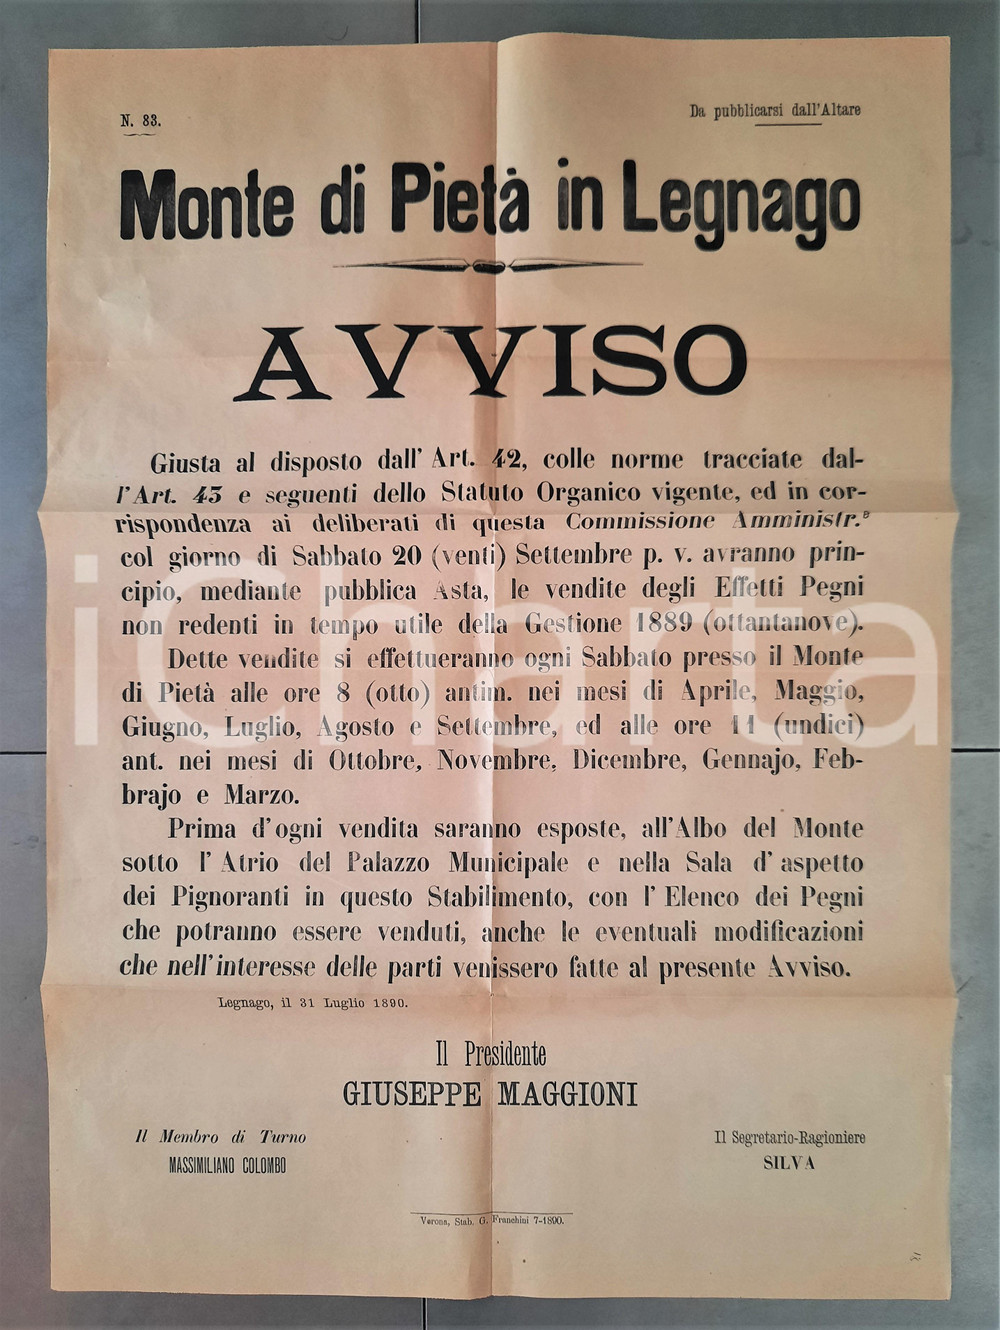 N. 83.
Da pubblicarsi dall'Altare
Monte di Pietà in Legnago
AVVISO
Giusta al disposto dall' Art. 42, colle norme tracciate dal-
l'Art. 43 e seguenti dello Statuto Organico vigente, ed in cor-
rispondenza ai deliberati di questa Commissione Amministr.ᵉ
col giorno di Sabbato 20 (venti) Settembre p. v. avranno prin-
cipio, mediante pubblica Asta, le vendite degli Effetti Pegni
non redenti in tempo utile della Gestione 1889 (ottantanove).
Dette vendite si effettueranno ogni Sabbato presso il Monte
di Pietà alle ore 8 (otto) antim. nei mesi di Aprile, Maggio,
Giugno, Luglio, Agosto e Settembre, ed alle ore 11 (undici)
ant. nei mesi di Ottobre, Novembre, Dicembre, Gennajo, Feb-
brajo e Marzo.
Prima d'ogni vendita saranno esposte, all'Albo del Monte
sotto l'Atrio del Palazzo Municipale e nella Sala d'aspetto
dei Pignoranti in questo Stabilimento, con l'Elenco dei Pegni
che potranno essere venduti, anche le eventuali modificazioni
che nell'interesse delle parti venissero fatte al presente Avviso.
Legnago, il 31 Luglio 1890.
Il Presidente
GIUSEPPE MAGGIONI
Il Membro di Turno
MASSIMILIANO COLOMBO
Il Segretario-Ragioniere
SILVA
Verona, Stab. G. Franchini 7-1890.
iCharta